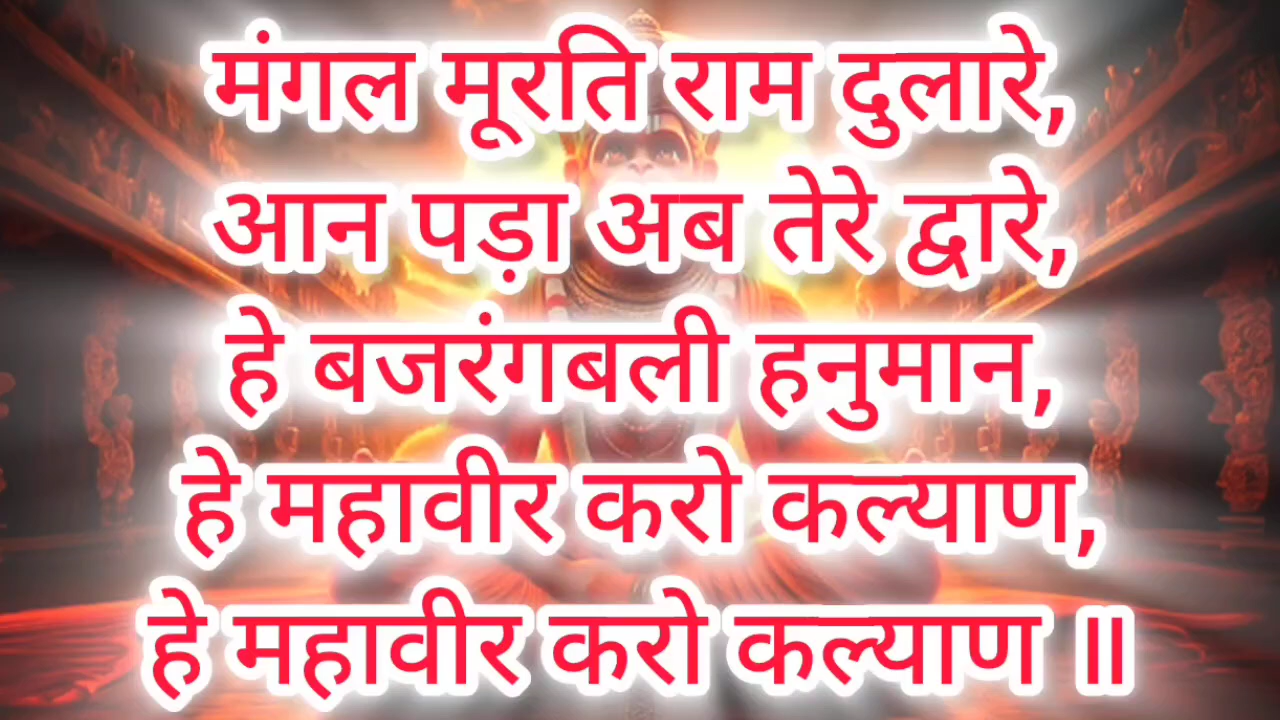 मंगल मूरति राम दुलारे,
आन पड़ा अब तेरे द्वारे,
हे बजरंगबली हनुमान,
हे महावीर करो कल्याण,
हे महावीर करो कल्याण ॥